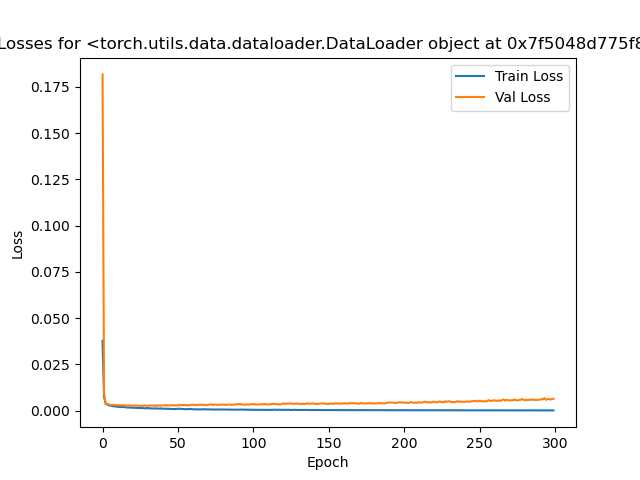 Losses for <torch.utils.data.dataloader.DataLoader object at 0x7f5048d775f8
Train Loss
Val Loss
0.175
0.150
0.125
0.100
0.075
0.050
0.025
0.000
Loss
0 50 100 150 200 250 300
Epoch